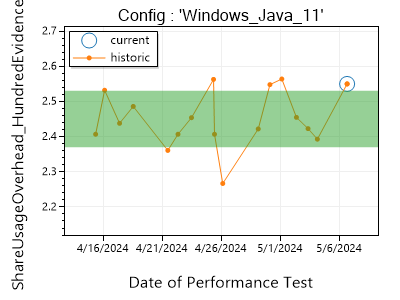 Config : 'Windows_Java_11'
ShareUsageOverhead_HundredEvidence
current
historic
2.7
2.6
2.5
2.4
2.3
2.2
4/16/2024
4/21/2024
4/26/2024
5/1/2024
5/6/2024
Date of Performance Test